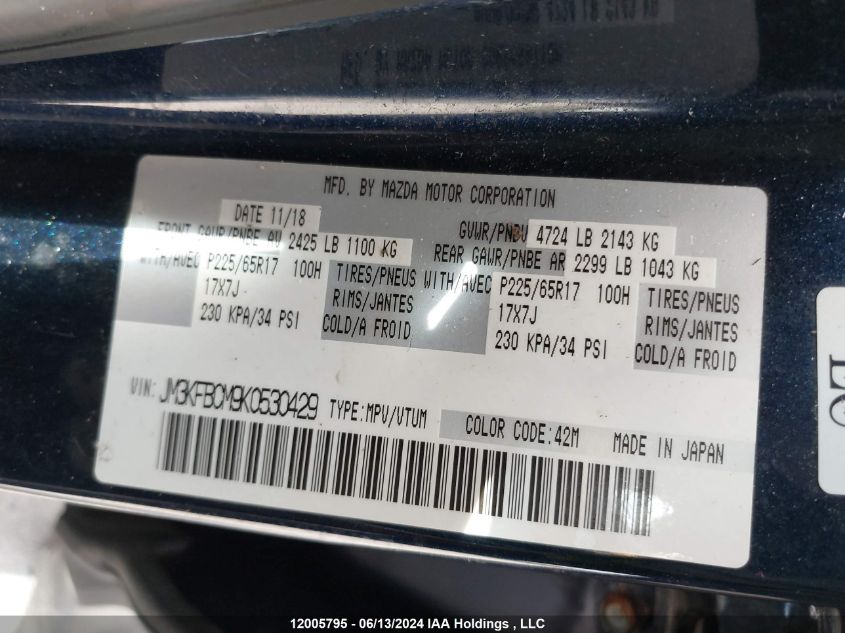 MFD. BY MAZDA MOTOR CORPORATION
DATE 11/18
GVWR/PNBV 4724 LB 2143 KG
FRONT GAWR/PNBE AV 2425 LB 1100 KG
REAR GAWR/PNBE AR 2299 LB 1043 KG
WITH/AVEC P225/65R17 100H TIRES/PNEUS
17X7J RIMS/JANTES
230 KPA/34 PSI COLD/A FROID
WITH/AVEC P225/65R17 100H TIRES/PNEUS
17X7J RIMS/JANTES
230 KPA/34 PSI COLD/A FROID
VIN: JM3KFBCM9K0530429 TYPE:MPV/VTUM COLOR CODE:42M MADE IN JAPAN
12005795 - 06/13/2024 IAA Holdings , LLC